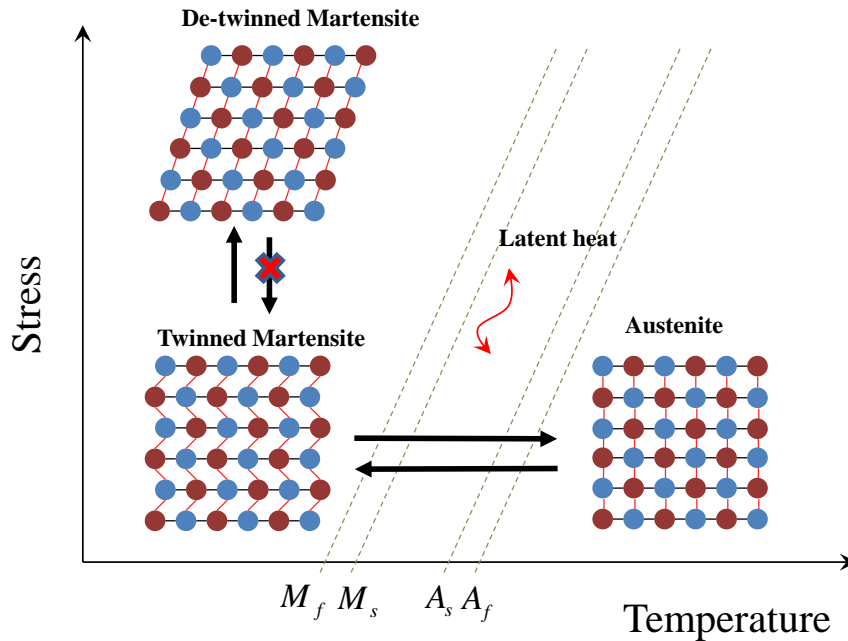 De-twinned Martensite
Latent heat
Stress
Twinned Martensite
Austenite
M_f M_s A_s A_f
Temperature